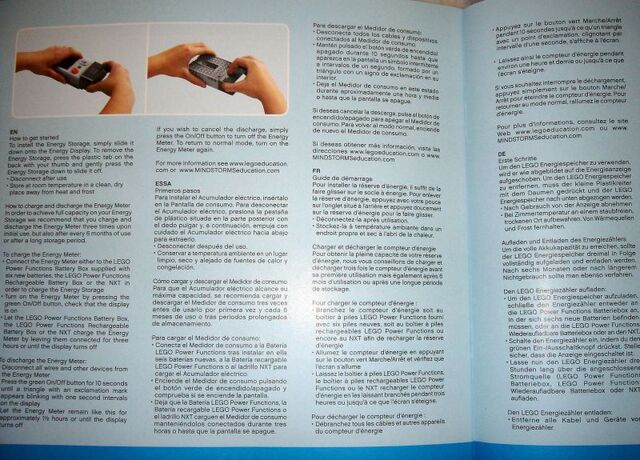 EN
How to get started
To install the Energy Storage, simply slide it
down onto the Energy Display. To remove the
Energy Storage, press the plastic tab on the
back with your thumb and gently press the
Energy Storage down to slide it off
• Disconnect after use
• Store at room temperature in a clean, dry
place away from heat and frost
How to charge and discharge the Energy Meter
In order to achieve full capacity on your Energy
Storage we recommend that you charge and
discharge the Energy Meter three times upon
initial use, but also after every 6 months of use
or after a long storage period.
To charge the Energy Meter:
• Connect the Energy Meter either to the LEGO
Power Functions Battery Box supplied with
six new batteries, the LEGO Power Functions
Rechargeable Battery Box or the NXT in
order to charge the Energy Storage
• Turn on the Energy Meter by pressing the
green On/Off button, check that the display
is on
• Let the LEGO Power Functions Battery Box,
the LEGO Power Functions Rechargeable
Battery Box or the NXT charge the Energy
Meter by leaving them connected for three
hours or until the display turns off
To discharge the Energy Meter:
Disconnect all wires and other devices from
the Energy Meter
Press the green On/Off button for 10 seconds
until a triangle with an exclamation mark
appears blinking with one second intervals
on the display
Let the Energy Meter remain like this for
approximately 1½ hours or until the display
turns off
If you wish to cancel the discharge, simply
press the On/Off button to turn off the Energy
Meter. To return to normal mode, turn on the
Energy Meter again.
For more information see www.legoeducation.
com or www.MINDSTORMSeducation.com
ESSA
Primeros pasos
Para instalar el Acumulador eléctrico, insértalo
en la Pantalla de consumo. Para desconectar
el Acumulador eléctrico, presiona la pestaña
de plástico situada en la parte posterior con
el dedo pulgar y, a continuación, empuja con
cuidado el Acumulador eléctrico hacia abajo
para extraerlo.
• Desconectar después del uso.
• Conservar a temperatura ambiente en un lugar
limpio, seco y alejado de fuentes de calor y
congelación.
Cómo cargar y descargar el Medidor de consumo
Para que el Acumulador eléctrico alcance su
máxima capacidad, se recomienda cargar y
descargar el Medidor de consumo tres veces
antes de usarlo por primera vez y cada 6
meses de uso o tras periodos prolongados
de almacenamiento.
Para cargar el Medidor de consumo:
• Conecta el Medidor de consumo a la Batería
LEGO Power Functions tras instalar en ella
seis baterías nuevas, a la Batería recargable
LEGO Power Functions o al ladrillo NXT para
cargar el Acumulador eléctrico.
• Enciende el Medidor de consumo pulsando
el botón verde de encendido/apagado y
comprueba si se enciende la pantalla.
• Deja que la Batería LEGO Power Functions, la
Batería recargable LEGO Power Functions o el
ladrillo NXT carguen el Medidor de consumo
manteniéndolos conectados durante tres
horas o hasta que la pantalla se apague.
Para descargar el Medidor de consumo:
• Desconecta todos los cables y dispositivos
conectados al Medidor de consumo.
• Mantén pulsado el botón verde de encendido/
apagado durante 10 segundos hasta que
aparezca en la pantalla un símbolo intermitente
a intervalos de un segundo, formado por un
triángulo con un signo de exclamación en su
interior.
• Deja el Medidor de consumo en este estado
durante aproximadamente una hora y media
o hasta que la pantalla se apague.
Si deseas cancelar la descarga, pulsa el botón de
encendido/apagado para apagar el Medidor de
consumo. Para volver al modo normal, enciende
de nuevo el Medidor de consumo.
Si deseas obtener más información, visita las
direcciones www.legoeducation.com o www.
MINDSTORMSeducation.com.
FR
Guide de démarrage
Pour installer la réserve d'énergie, il suffit de la
faire glisser sur le socle à énergie. Pour enlever
la réserve d'énergie, appuyez avec votre pouce
sur l'onglet situé à l'arrière et appuyez doucement
sur la réserve d'énergie pour la faire glisser.
• Déconnectez-la après utilisation.
• Stockez-la à température ambiante dans un
endroit propre et sec à l'abri de la chaleur.
Charger et décharger le compteur d'énergie
Pour obtenir la pleine capacité de votre réserve
d'énergie, nous vous conseillons de charger et
décharger trois fois le compteur d'énergie avant
sa première utilisation mais également après 6
mois d'utilisation ou après une longue période
de stockage.
Pour charger le compteur d'énergie :
• Branchez le compteur d'énergie soit au
boîtier à piles LEGO Power Functions fourni
avec six piles neuves, soit au boîtier à piles
rechargeables LEGO Power Functions ou
encore au NXT afin de recharger la réserve
d'énergie
• Allumez le compteur d'énergie en appuyant
sur le bouton vert Marche/Arrêt et vérifiez que
l'écran s'allume
• Laissez le boîtier à piles LEGO Power Functions,
le boîtier à piles rechargeables LEGO Power
Functions ou le NXT recharger le compteur
d'énergie en les laissant branchés pendant trois
heures ou jusqu'à ce que l'écran s'éteigne.
Pour décharger le compteur d'énergie :
• Débranchez tous les câbles et autres appareils
du compteur d'énergie
• Appuyez sur le bouton vert Marche/Arrêt
pendant 10 secondes jusqu'à ce qu'un triangle
avec un point d'exclamation, clignotant par
intervalle d'une seconde, s'affiche à l'écran.
• Laissez ainsi le compteur d'énergie pendant
environ une heure et demie ou jusqu'à ce que
l'écran s'éteigne.
Si vous souhaitez interrompre le déchargement,
appuyez simplement sur le bouton Marche/
Arrêt pour éteindre le compteur d'énergie. Pour
retourner au mode normal, rallumez le compteur
d'énergie.
Pour plus d'informations, consultez le site
Web www.legoeducation.com ou www.
MINDSTORMSeducation.com.
DE
Erste Schritte
Um den LEGO Energiespeicher zu verwenden,
wird er wie abgebildet auf die Energieanzeige
aufgeschoben. Um den LEGO Energiespeicher
zu entfernen, muss der kleine Plastikreiter
mit dem Daumen gedrückt und der LEGO
Energiespeicher nach unten abgezogen werden.
• Nach Gebrauch von der Anzeige abnehmen
• Bei Zimmertemperatur an einem staubfreien,
trockenen Ort aufbewahren. Von Wärmequellen
und Frost fernhalten.
Aufladen und Entladen des Energiezählers
Um die volle Akkukapazität zu erreichen, sollte
der LEGO Energiespeicher dreimal in Folge
vollständig aufgeladen und entladen werden.
Nach sechs Monaten oder nach längerem
Nichtgebrauch sollte man ebenso verfahren.
Um den LEGO Energiezähler aufladen:
• Um den LEGO Energiespeicher aufzuladen
schließe den Energiezähler entweder an
die LEGO Power Functions Batteriebox an,
in der sich sechs neue Batterien befinden
müssen, oder an die LEGO Power Functions
Wiederaufladbare Batteriebox oder an den NXT
• Schalte den Energiezähler ein, indem du den
grünen Ein-/Ausschaltknopf drückst. Stelle
sicher, dass die Anzeige eingeschaltet ist
• Lasse nun den LEGO Energiezähler drei
Stunden lang über die angeschlossene
Stromquelle (LEGO Power Functions
Batteriebox, LEGO Power Functions
Wiederaufladbare Batteriebox oder NXT)
aufladen.
Den LEGO Energiezähler entladen:
• Entferne alle Kabel und Geräte vom
Energiezähler